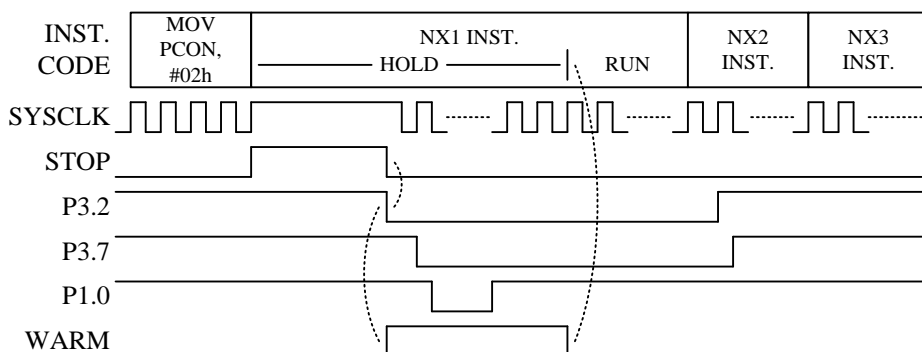 INST. CODE
MOV PCON, #02h
NX1 INST.
HOLD
RUN
NX2 INST.
NX3 INST.
SYSCLK
STOP
P3.2
P3.7
P1.0
WARM